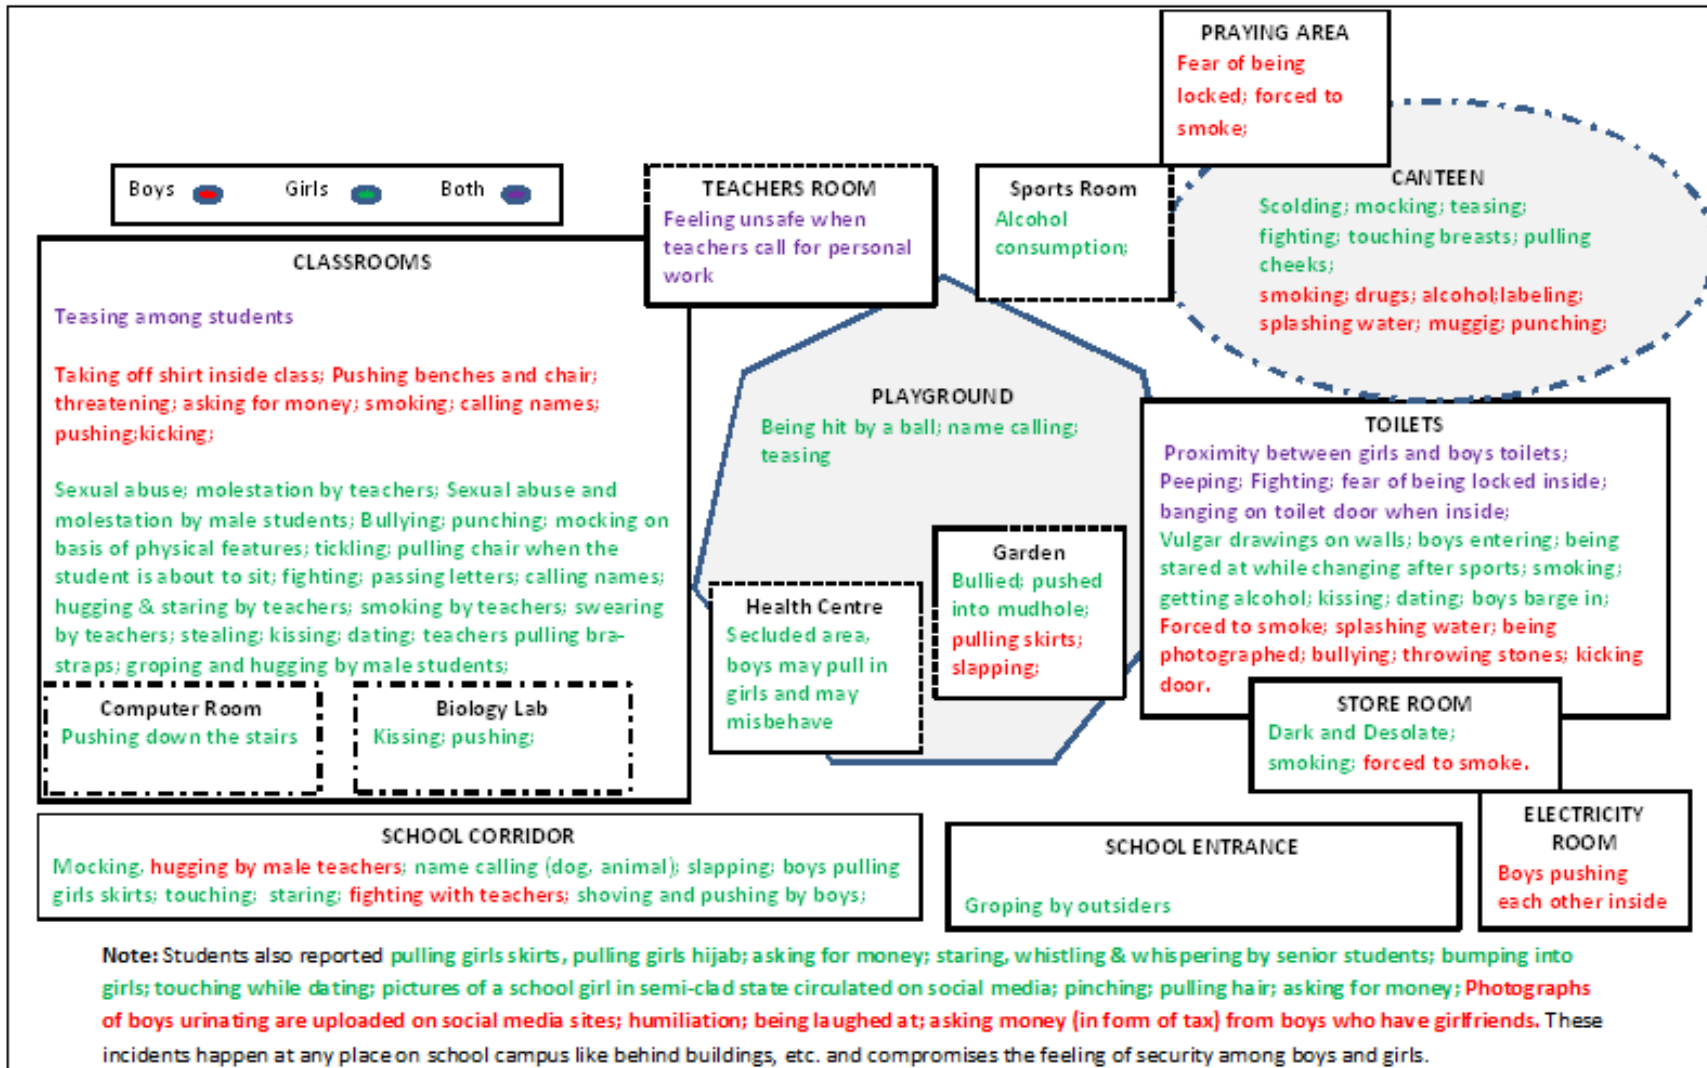 PRAYING AREA
Fear of being
locked; forced to
smoke;
Boys
Girls
Both
TEACHERS ROOM
Feeling unsafe when
teachers call for personal
work
Sports Room
Alcohol
consumption;
CANTEEN
Scolding; mocking; teasing;
fighting; touching breasts; pulling
cheeks;
smoking; drugs; alcohol;labeling;
splashing water; muggig; punching;
CLASSROOMS
Teasing among students
Taking off shirt inside class; Pushing benches and chair;
threatening; asking for money; smoking; calling names;
pushing;kicking;
Sexual abuse; molestation by teachers; Sexual abuse and
molestation by male students; Bullying; punching; mocking on
basis of physical features; tickling; pulling chair when the
student is about to sit; fighting; passing letters; calling names;
hugging & staring by teachers; smoking by teachers; swearing
by teachers; stealing; kissing; dating; teachers pulling bra-
straps; groping and hugging by male students;
Computer Room
Pushing down the stairs
Biology Lab
Kissing; pushing;
PLAYGROUND
Being hit by a ball; name calling;
teasing
Health Centre
Secluded area,
boys may pull in
girls and may
misbehave
Garden
Bullied; pushed
into mudhole;
pulling skirts;
slapping;
TOILETS
Proximity between girls and boys toilets;
Peeping; Fighting; fear of being locked inside;
banging on toilet door when inside;
Vulgar drawings on walls; boys entering; being
stared at while changing after sports; smoking;
getting alcohol; kissing; dating; boys barge in;
Forced to smoke; splashing water; being
photographed; bullying; throwing stones; kicking
door.
STORE ROOM
Dark and Desolate;
smoking; forced to smoke.
ELECTRICITY
ROOM
Boys pushing
each other inside
SCHOOL CORRIDOR
Mocking, hugging by male teachers; name calling (dog, animal); slapping; boys pulling
girls skirts; touching; staring; fighting with teachers; shoving and pushing by boys;
SCHOOL ENTRANCE
Groping by outsiders
Note: Students also reported pulling girls skirts, pulling girls hijab; asking for money; staring, whistling & whispering by senior students; bumping into
girls; touching while dating; pictures of a school girl in semi-clad state circulated on social media; pinching; pulling hair; asking for money; Photographs
of boys urinating are uploaded on social media sites; humiliation; being laughed at; asking money (in form of tax) from boys who have girlfriends. These
incidents happen at any place on school campus like behind buildings, etc. and compromises the feeling of security among boys and girls.